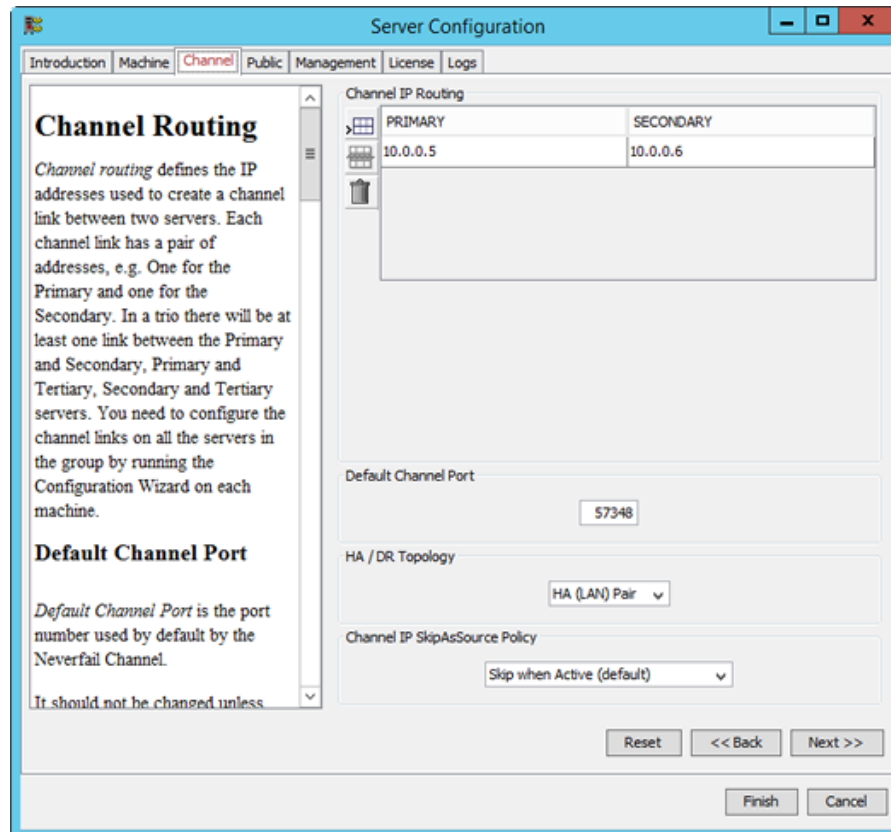 Server Configuration
Introduction Machine Channel Public Management License Logs
Channel Routing
Channel routing defines the IP
addresses used to create a channel
link between two servers. Each
channel link has a pair of
addresses, e.g. One for the
Primary and one for the
Secondary. In a trio there will be at
least one link between the Primary
and Secondary, Primary and
Tertiary, Secondary and Tertiary
servers. You need to configure the
channel links on all the servers in
the group by running the
Configuration Wizard on each
machine.
Default Channel Port
Default Channel Port is the port
number used by default by the
Neverfail Channel.
It should not be changed unless
Channel IP Routing
PRIMARY SECONDARY
10.0.0.5 10.0.0.6
Default Channel Port
57348
HA / DR Topology
HA (LAN) Pair
Channel IP SkipAsSource Policy
Skip when Active (default)
Reset << Back Next >>
Finish Cancel